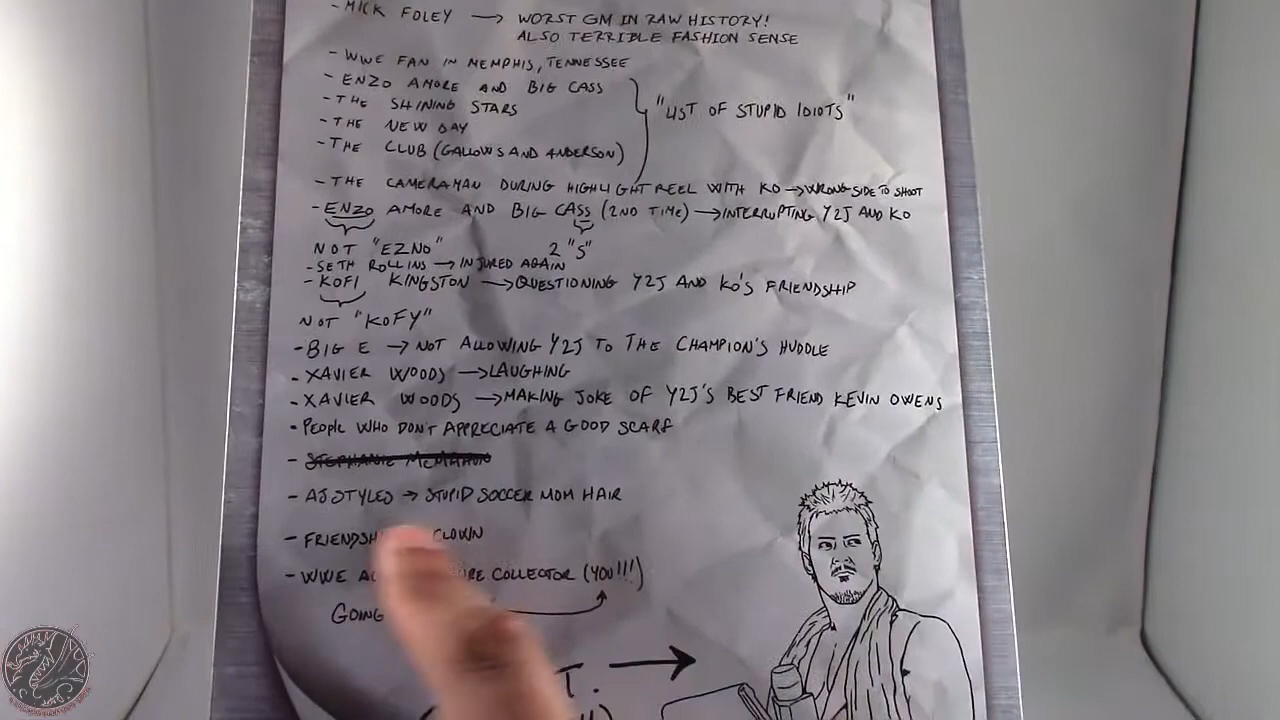 - MICK FOLEY → WORST GM IN RAW HISTORY!
ALSO TERRIBLE FASHION SENSE
- WWE FAN IN MEMPHIS, TENNESSEE
- ENZO AMORE AND BIG CASS
- THE SHINING STARS
- THE NEW DAY
- THE CLUB (GALLOWS AND ANDERSON)
"LIST OF STUPID IDIOTS"
- THE CAMERAMAN DURING HIGHLIGHT REEL WITH KO → WRONG SIDE TO SHOOT
- ENZO AMORE AND BIG CASS (2ND TIME) → INTERRUPTING Y2J AND KO
NOT "EZNO" 2 "S"
- SETH ROLLINS → INJURED AGAIN
- KOFI KINGSTON → QUESTIONING Y2J AND KO'S FRIENDSHIP
NOT "KOFY"
- BIG E → NOT ALLOWING Y2J TO THE CHAMPION'S HUDDLE
- XAVIER WOODS → LAUGHING
- XAVIER WOODS → MAKING JOKE OF Y2J'S BEST FRIEND KEVIN OWENS
- PEOPLE WHO DON'T APPRECIATE A GOOD SCARF
- STEPHANIE McMAHON
- AJ STYLES → STUPID SOCCER MOM HAIR
- CLOWN
- WWE COLLECTOR (YOU!!!)
GOING